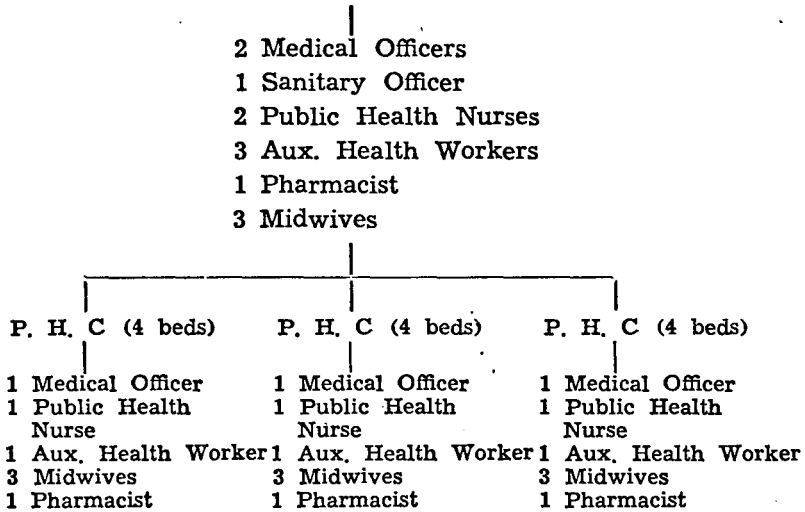 2 Medical Officers
1 Sanitary Officer
2 Public Health Nurses
3 Aux. Health Workers
1 Pharmacist
3 Midwives
P. H. C (4 beds) P. H. C (4 beds) P. H. C (4 beds)
1 Medical Officer 1 Medical Officer 1 Medical Officer
1 Public Health 1 Public Health 1 Public Health
Nurse Nurse Nurse
1 Aux. Health Worker 1 Aux. Health Worker 1 Aux. Health Worker
3 Midwives 3 Midwives 3 Midwives
1 Pharmacist 1 Pharmacist 1 Pharmacist